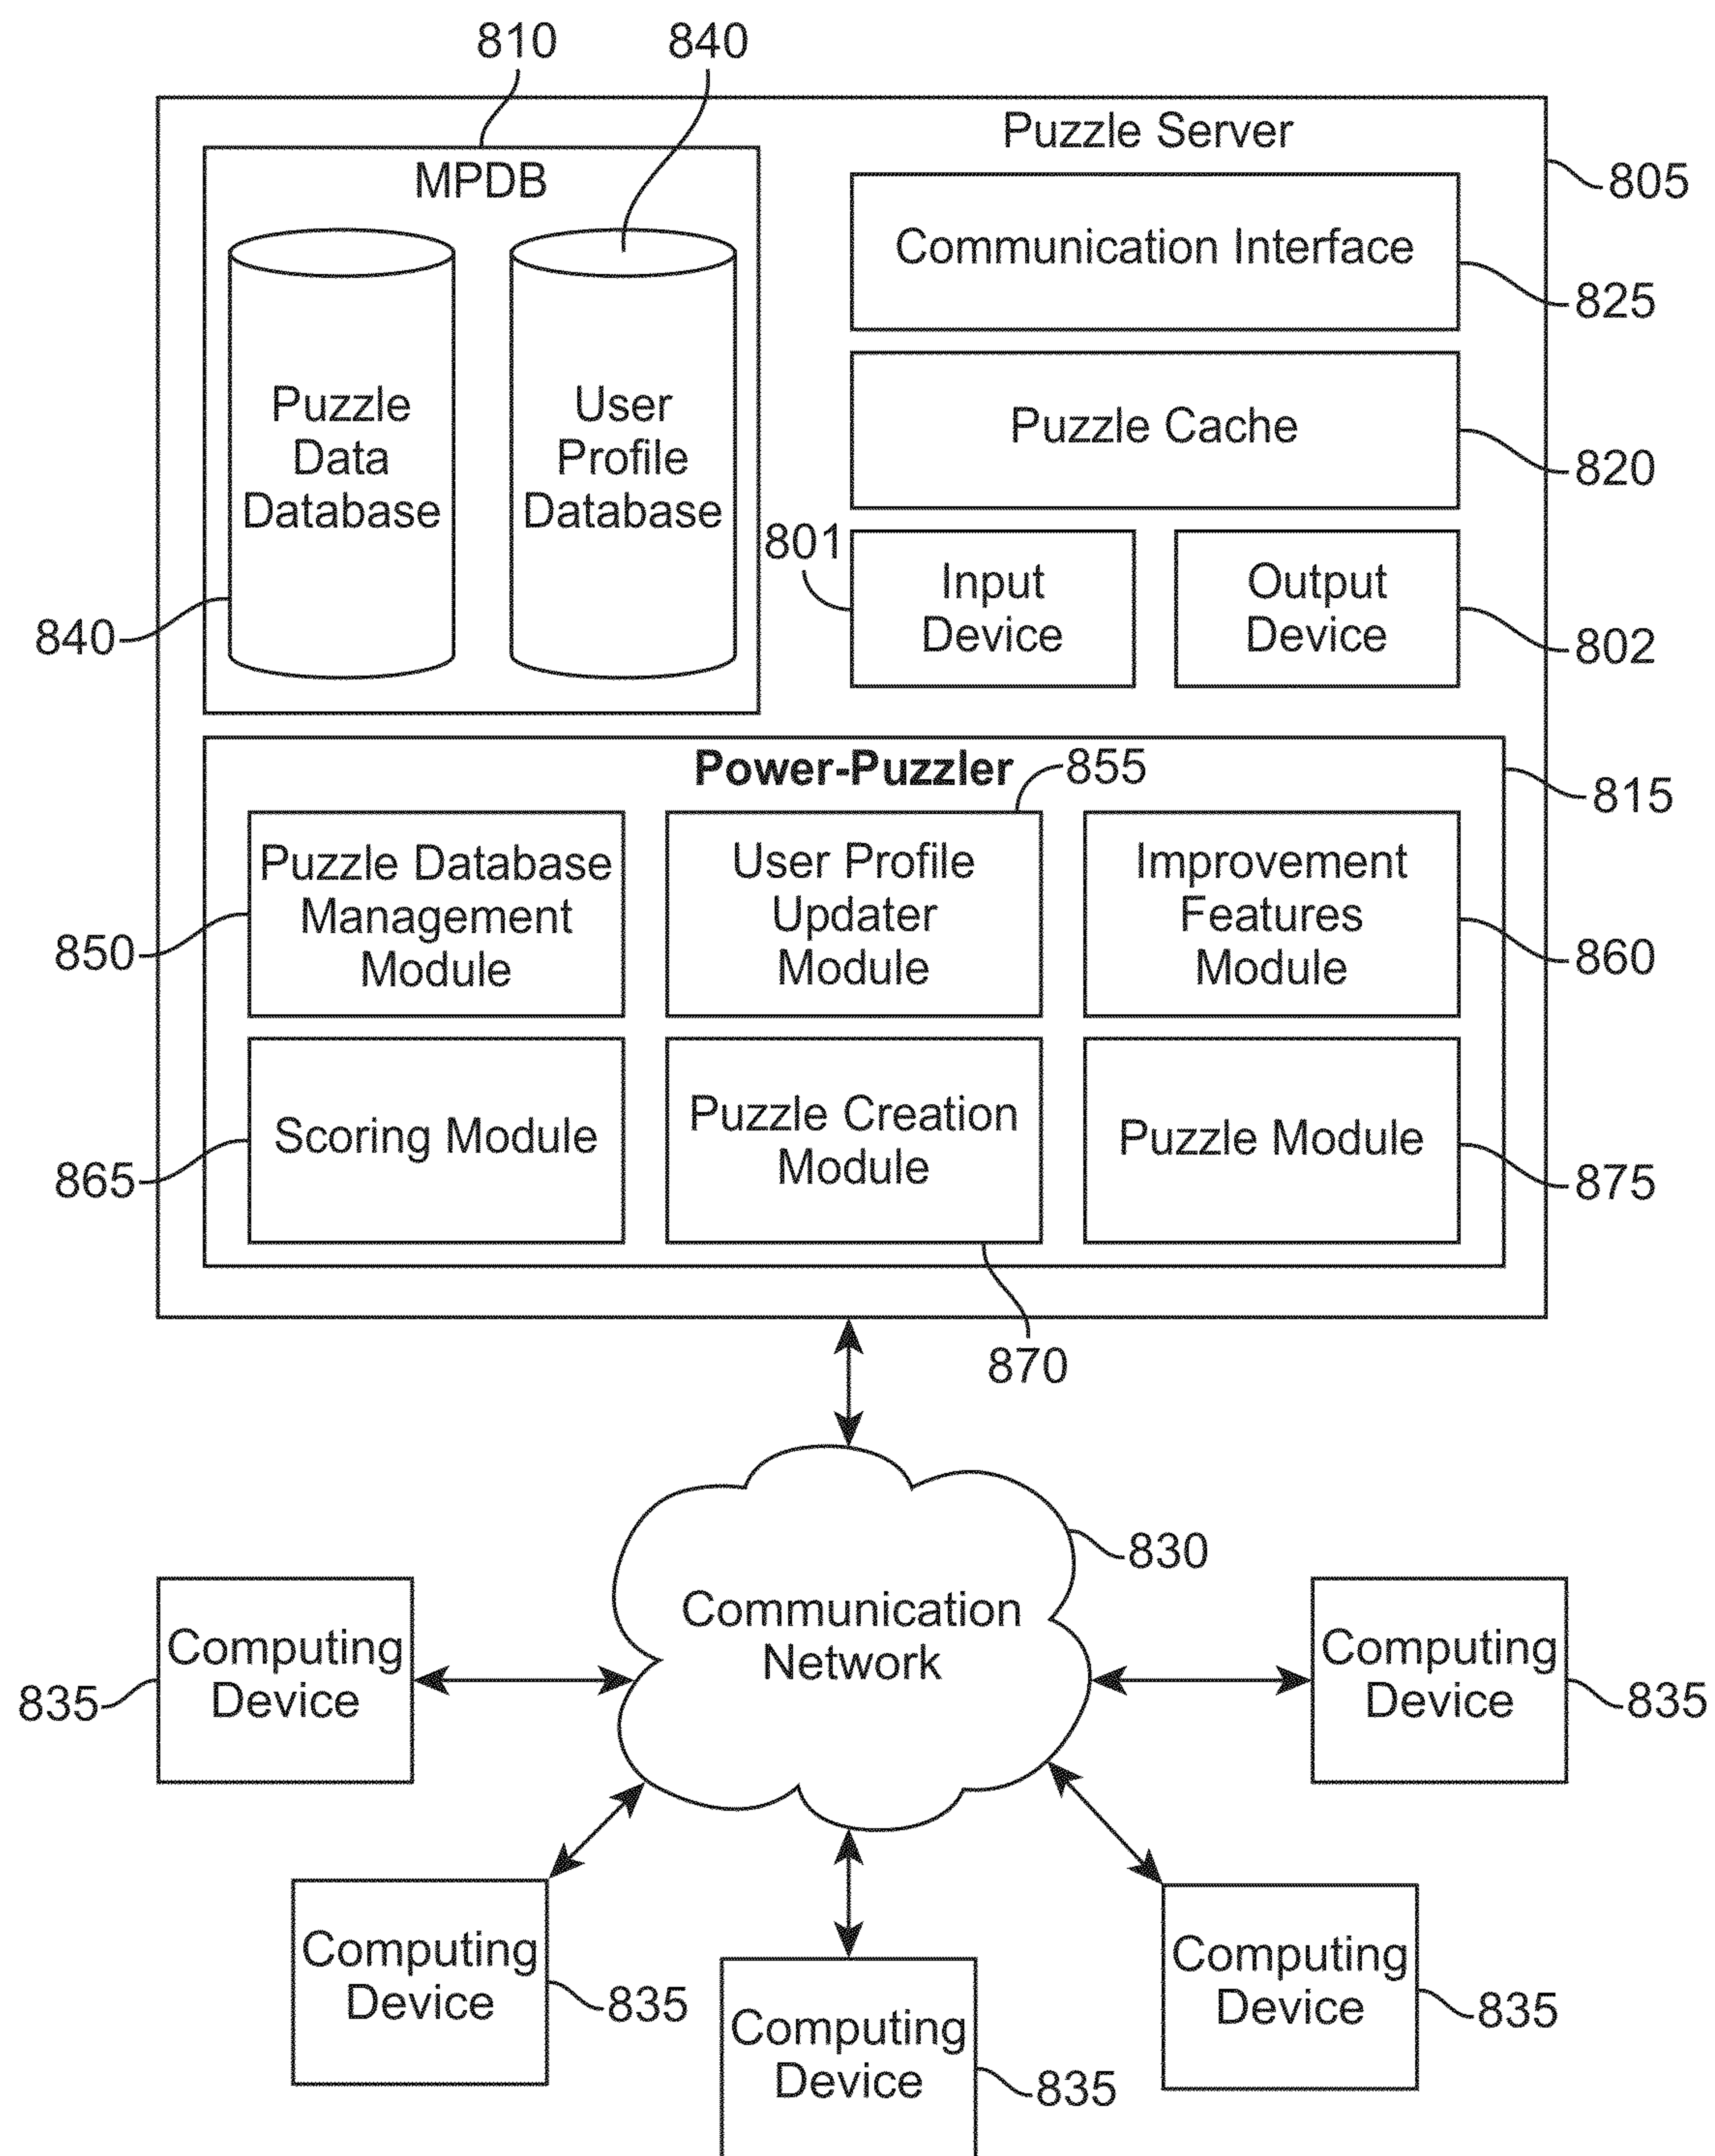 810
840
Puzzle Server
805
MPDB
Communication Interface
825
Puzzle
Data
Database
User
Profile
Database
840
Puzzle Cache
820
801
Input
Device
Output
Device
802
Power-Puzzler
855
815
Puzzle Database
Management
Module
850
User Profile
Updater
Module
Improvement
Features
Module
860
Scoring Module
865
Puzzle Creation
Module
870
Puzzle Module
875
Communication
Network
830
Computing
Device
835
Computing
Device
835
Computing
Device
835
Computing
Device
835
Computing
Device
835